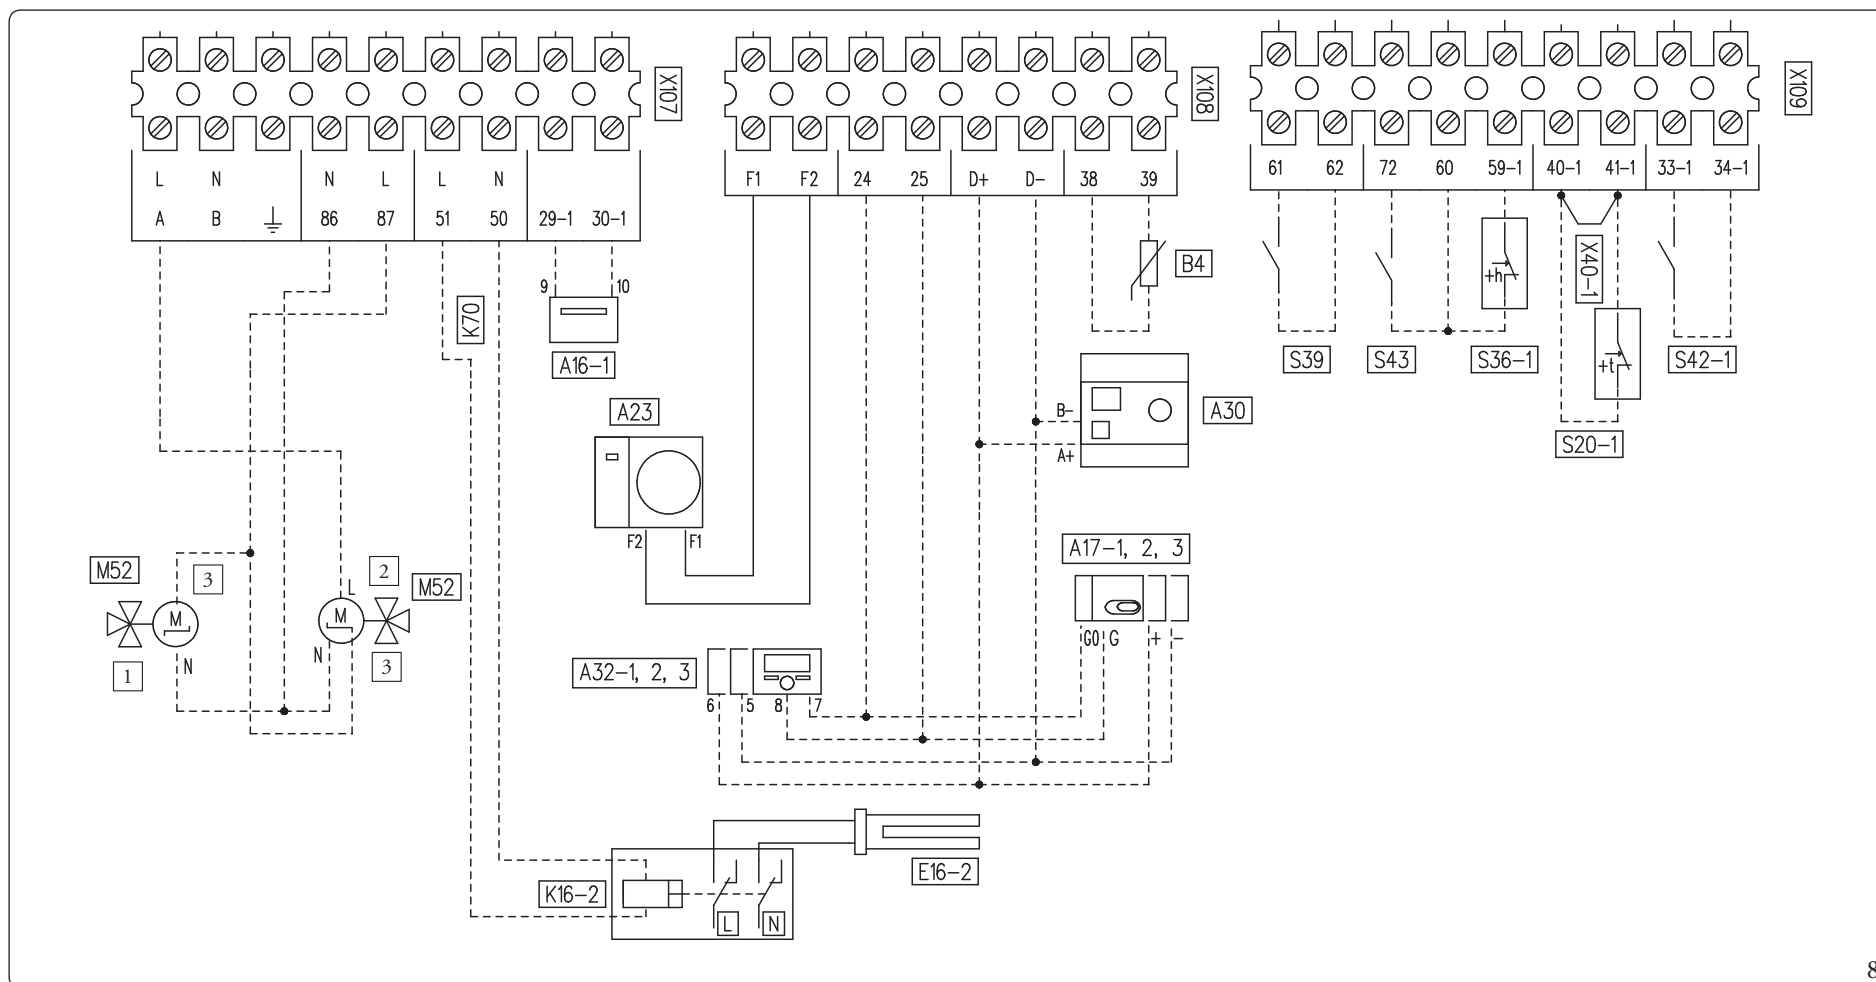 X107
L N N L L N
A B 86 87 51 50 29-1 30-1
X108
F1 F2 24 25 D+ D- 38 39
X109
61 62 72 60 59-1 40-1 41-1 33-1 34-1
K70
9 10
A16-1
B4
+h
X40-1
+t
S39
S43
S36-1
S42-1
S20-1
A23
F2 F1
B-
A+
A30
A17-1, 2, 3
G0 G + -
M52
3
M
N
1
L
2
M52
M
N
3
A32-1, 2, 3
6 5 8 7
E16-2
K16-2
L N
8